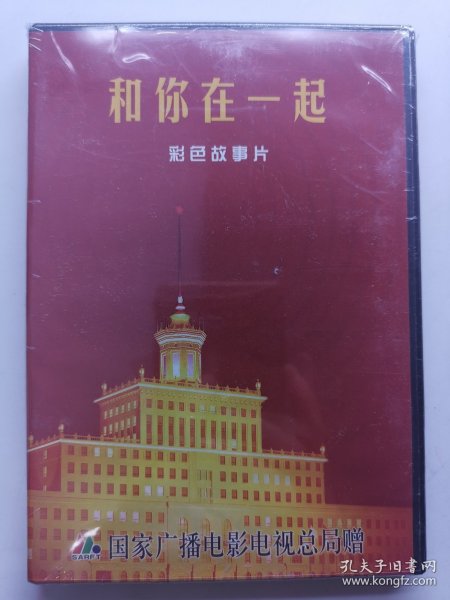 和你在一起
彩色故事片
SARFT
国家广播电影电视总局赠
孔夫子旧书网
www.kongfz.com